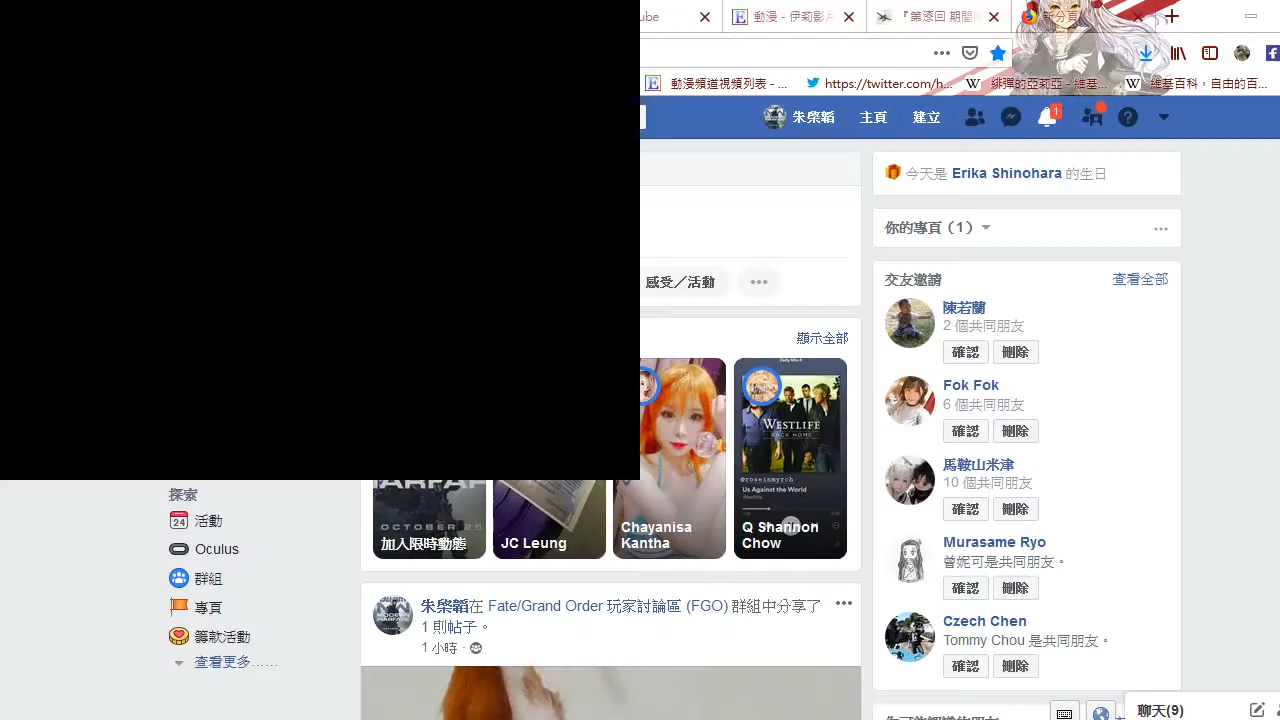 動漫 - 伊莉影片
『第漆回 期間限
新分頁
動漫頻道視頻列表 - ...
https://twitter.com/h...
緋彈的亞莉亞 - 維基...
維基百科，自由的百...
主頁
建立
1
今天是 Erika Shinohara 的生日
你的專頁（1）
感受／活動
交友邀請
查看全部
陳若蘭
2 個共同朋友
確認 刪除
顯示全部
Fok Fok
6 個共同朋友
確認 刪除
馬鞍山米津
10 個共同朋友
確認 刪除
Murasame Ryo
曾妮可是共同朋友。
確認 刪除
Czech Chen
Tommy Chou 是共同朋友。
確認 刪除
WESTLIFE
BACK HOME
@roseinmyrch
Us Against the World
Westlife
OCTOBER 25
加入限時動態
JC Leung
Chayanisa
Kantha
Q Shannon
Chow
探索
24 活動
Oculus
群組
專頁
籌款活動
查看更多……
在 Fate/Grand Order 玩家討論區 (FGO) 群組中分享了
1 則帖子。
1 小時
MODERN
WARFARE
聊天(9)